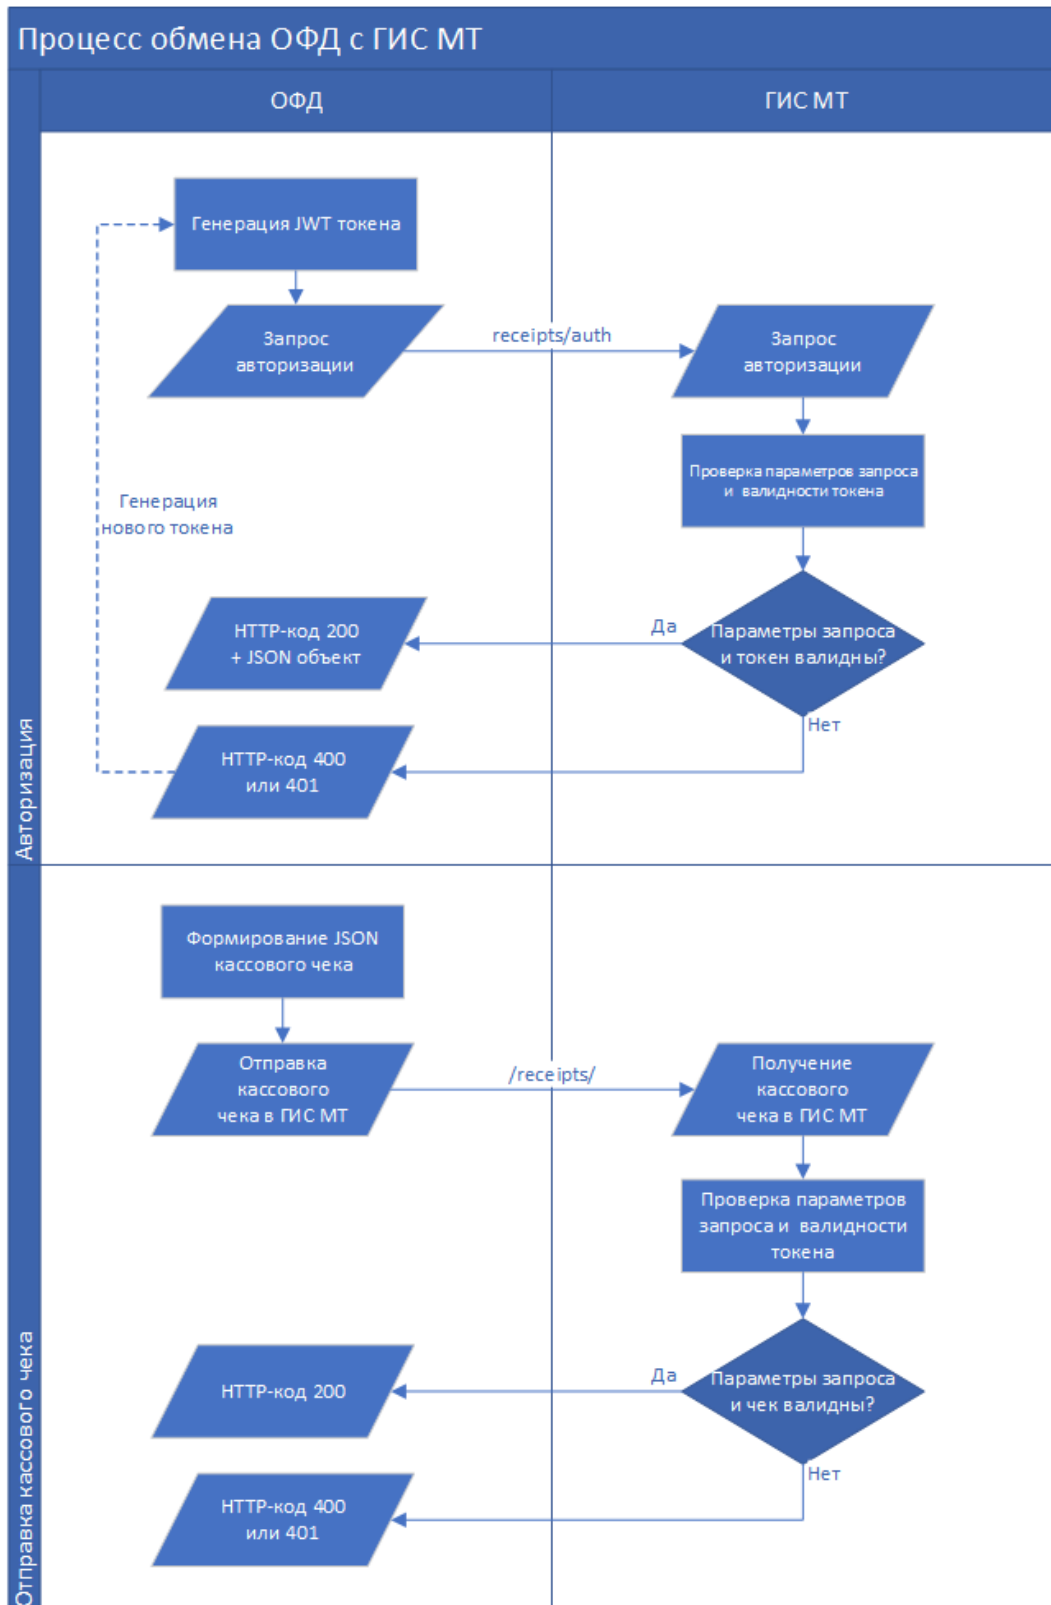 Процесс обмена ОФД с ГИС МТ
ОФД
ГИС МТ
Авторизация
Генерация JWT токена
Запрос
авторизации
receipts/auth
Запрос
авторизации
Проверка параметров запроса
и валидности токена
Генерация
нового токена
Параметры запроса
и токен валидны?
Да
HTTP-код 200
+ JSON объект
Нет
HTTP-код 400
или 401
Отправка кассового чека
Формирование JSON
кассового чека
Отправка
кассового
чека в ГИС МТ
/receipts/
Получение
кассового
чека в ГИС МТ
Проверка параметров
запроса и валидности
токена
Параметры запроса
и чек валидны?
Да
HTTP-код 200
Нет
HTTP-код 400
или 401